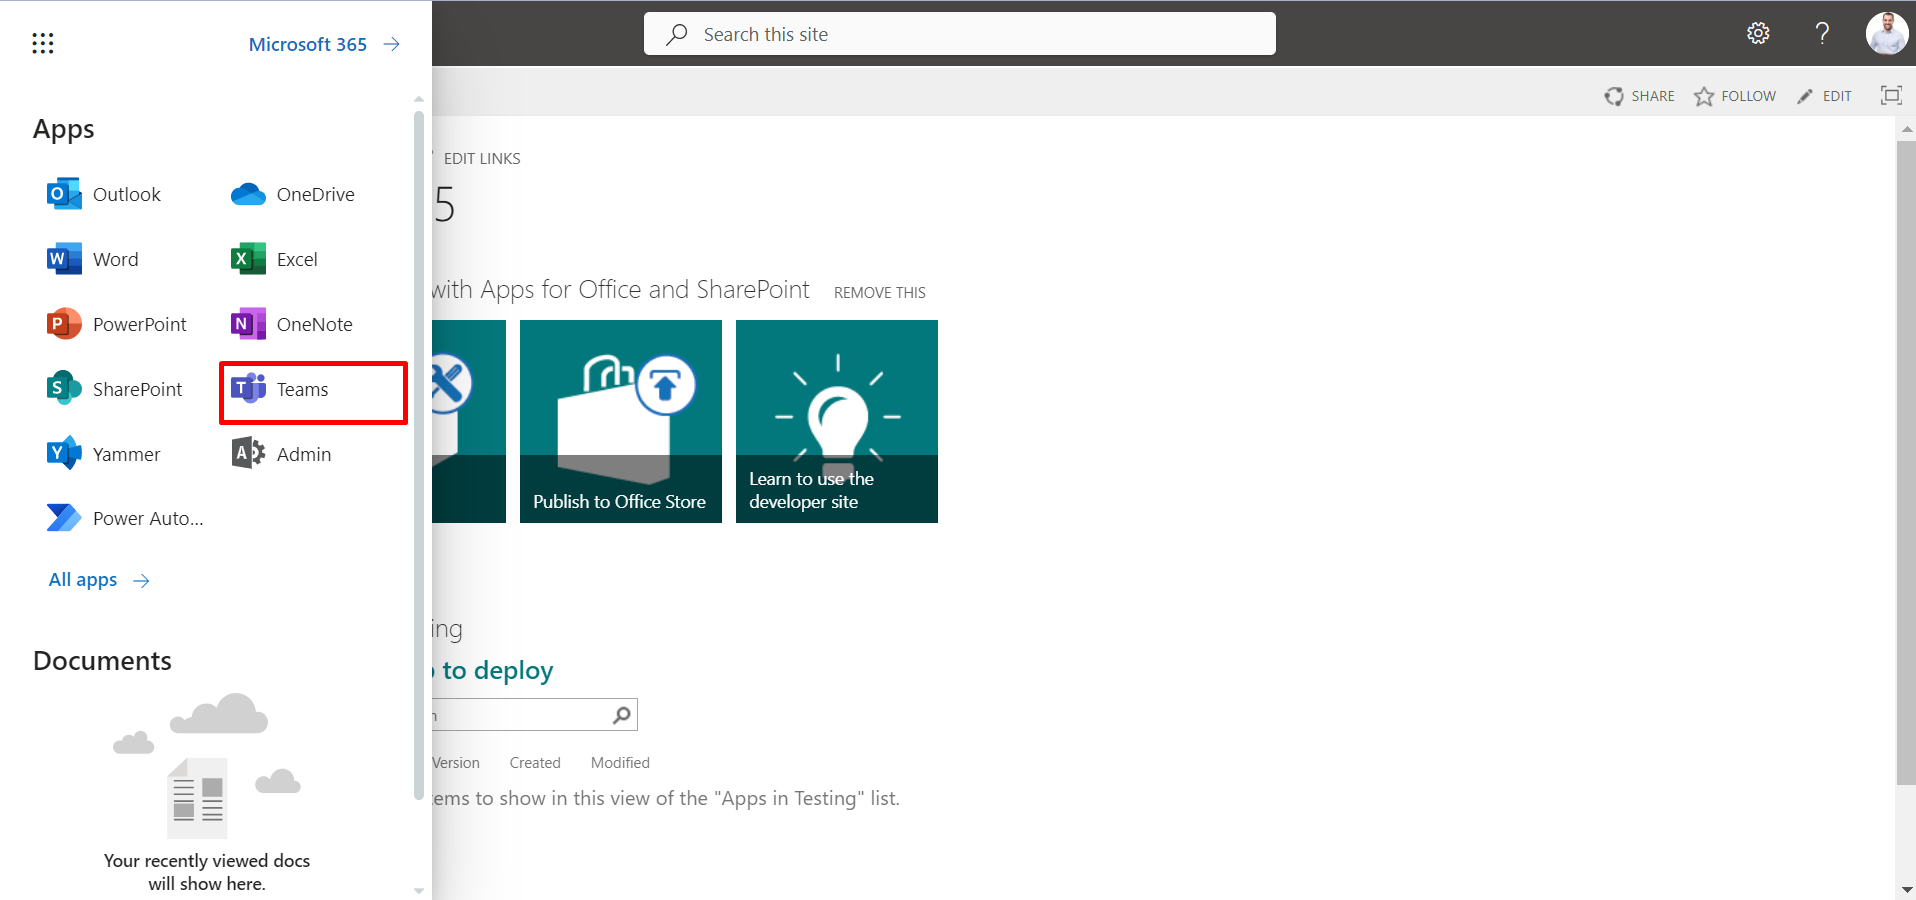 Microsoft 365
Search this site
SHARE
FOLLOW
EDIT
Apps
Outlook
OneDrive
Word
Excel
PowerPoint
OneNote
SharePoint
Teams
Yammer
Admin
Power Auto...
All apps
Documents
Your recently viewed docs
will show here.
EDIT LINKS
5
with Apps for Office and SharePoint
REMOVE THIS
Publish to Office Store
Learn to use the
developer site
ing
to deploy
Version
Created
Modified
ems to show in this view of the "Apps in Testing" list.